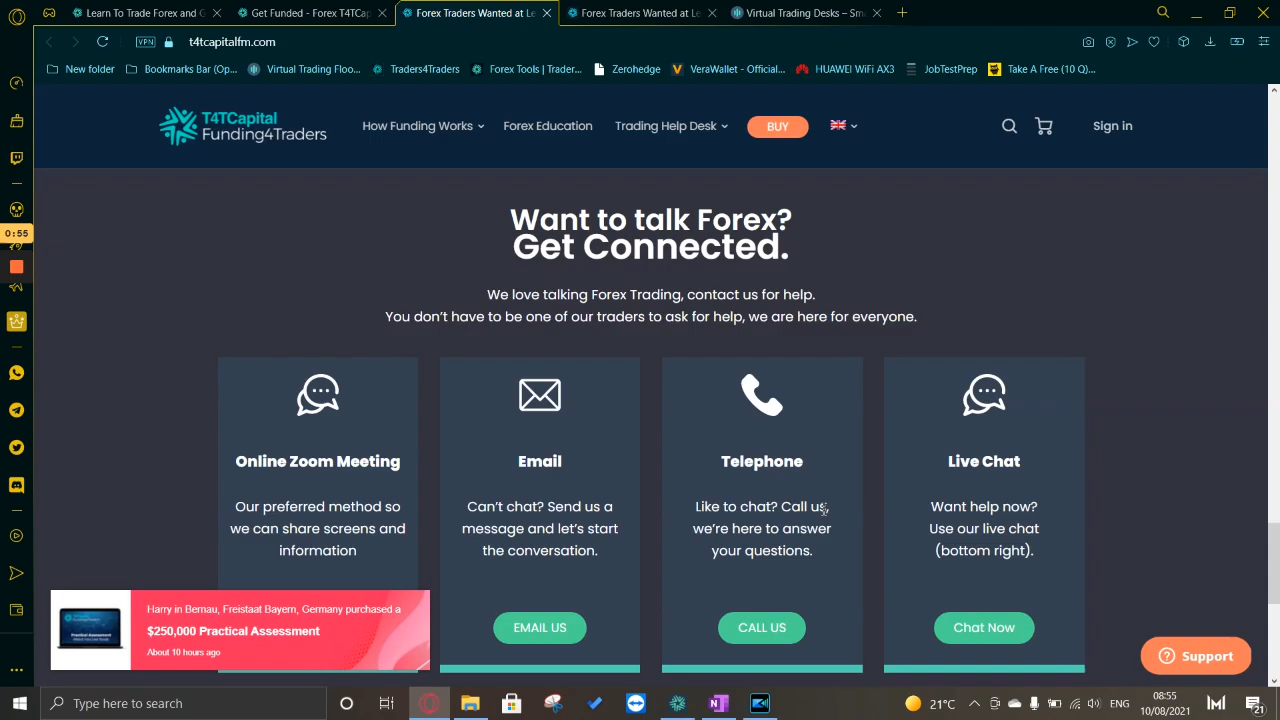 Learn To Trade Forex and G
Get Funded - Forex T4TCap
Forex Traders Wanted at Le
Forex Traders Wanted at Le
Virtual Trading Desks – Smo
VPN
t4tcapitalfm.com
New folder
Bookmarks Bar (Op...
Virtual Trading Floo...
Traders4Traders
Forex Tools | Trader...
Zerohedge
VeraWallet - Official...
HUAWEI WiFi AX3
JobTestPrep
Take A Free (10 Q)...
T4TCapital
Funding4Traders
How Funding Works
Forex Education
Trading Help Desk
BUY
Sign in
0:55
Want to talk Forex?
Get Connected.
We love talking Forex Trading, contact us for help.
You don't have to be one of our traders to ask for help, we are here for everyone.
Online Zoom Meeting
Our preferred method so
we can share screens and
information
Email
Can't chat? Send us a
message and let's start
the conversation.
EMAIL US
Telephone
Like to chat? Call us,
we're here to answer
your questions.
CALL US
Live Chat
Want help now?
Use our live chat
(bottom right).
Chat Now
Harry in Bernau, Freistaat Bayern, Germany purchased a
$250,000 Practical Assessment
About 10 hours ago
Support
Type here to search
21°C
ENG
08:55
10/08/2021
21